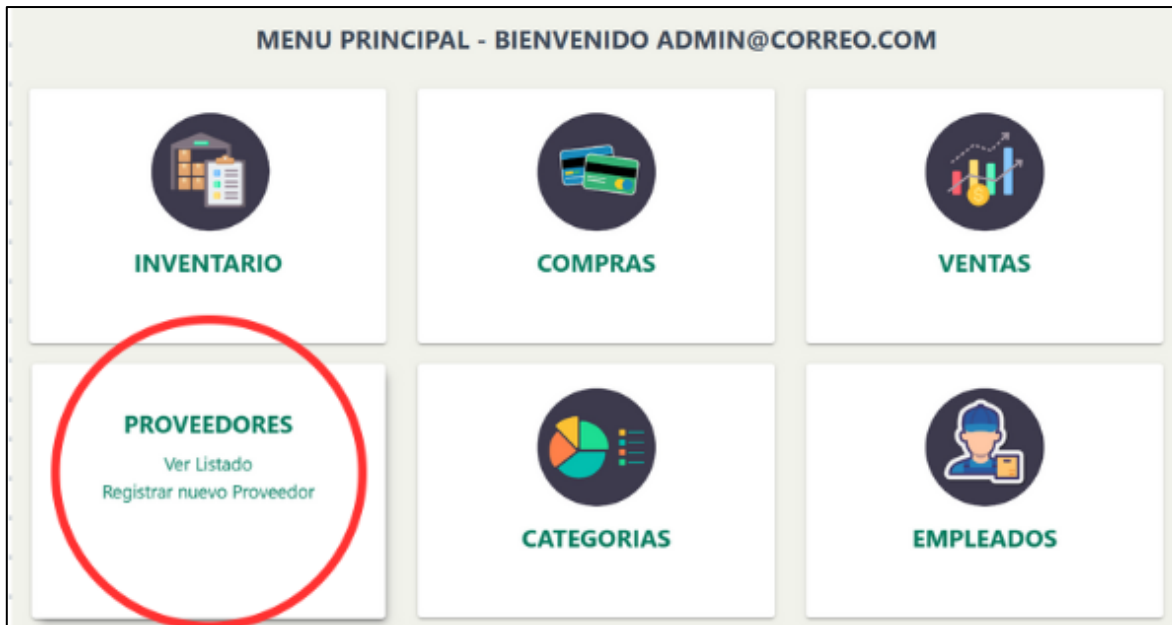 MENU PRINCIPAL - BIENVENIDO ADMIN@CORREO.COM
INVENTARIO
COMPRAS
VENTAS
PROVEEDORES
Ver Listado
Registrar nuevo Proveedor
CATEGORIAS
EMPLEADOS